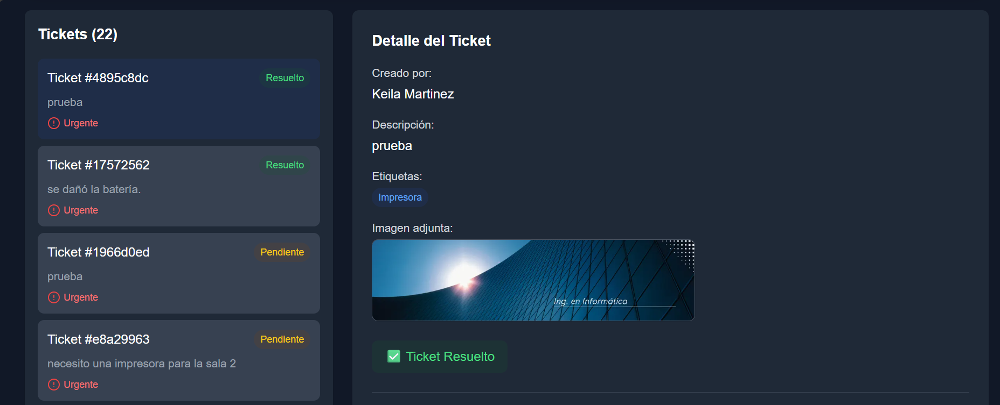 Tickets (22)
Ticket #4895c8dc
Resuelto
prueba
Urgente
Ticket #17572562
Resuelto
se dañó la batería.
Urgente
Ticket #1966d0ed
Pendiente
prueba
Urgente
Ticket #e8a29963
Pendiente
necesito una impresora para la sala 2
Urgente
Detalle del Ticket
Creado por:
Keila Martinez
Descripción:
prueba
Etiquetas:
Impresora
Imagen adjunta:
Ing. en Informática
Ticket Resuelto